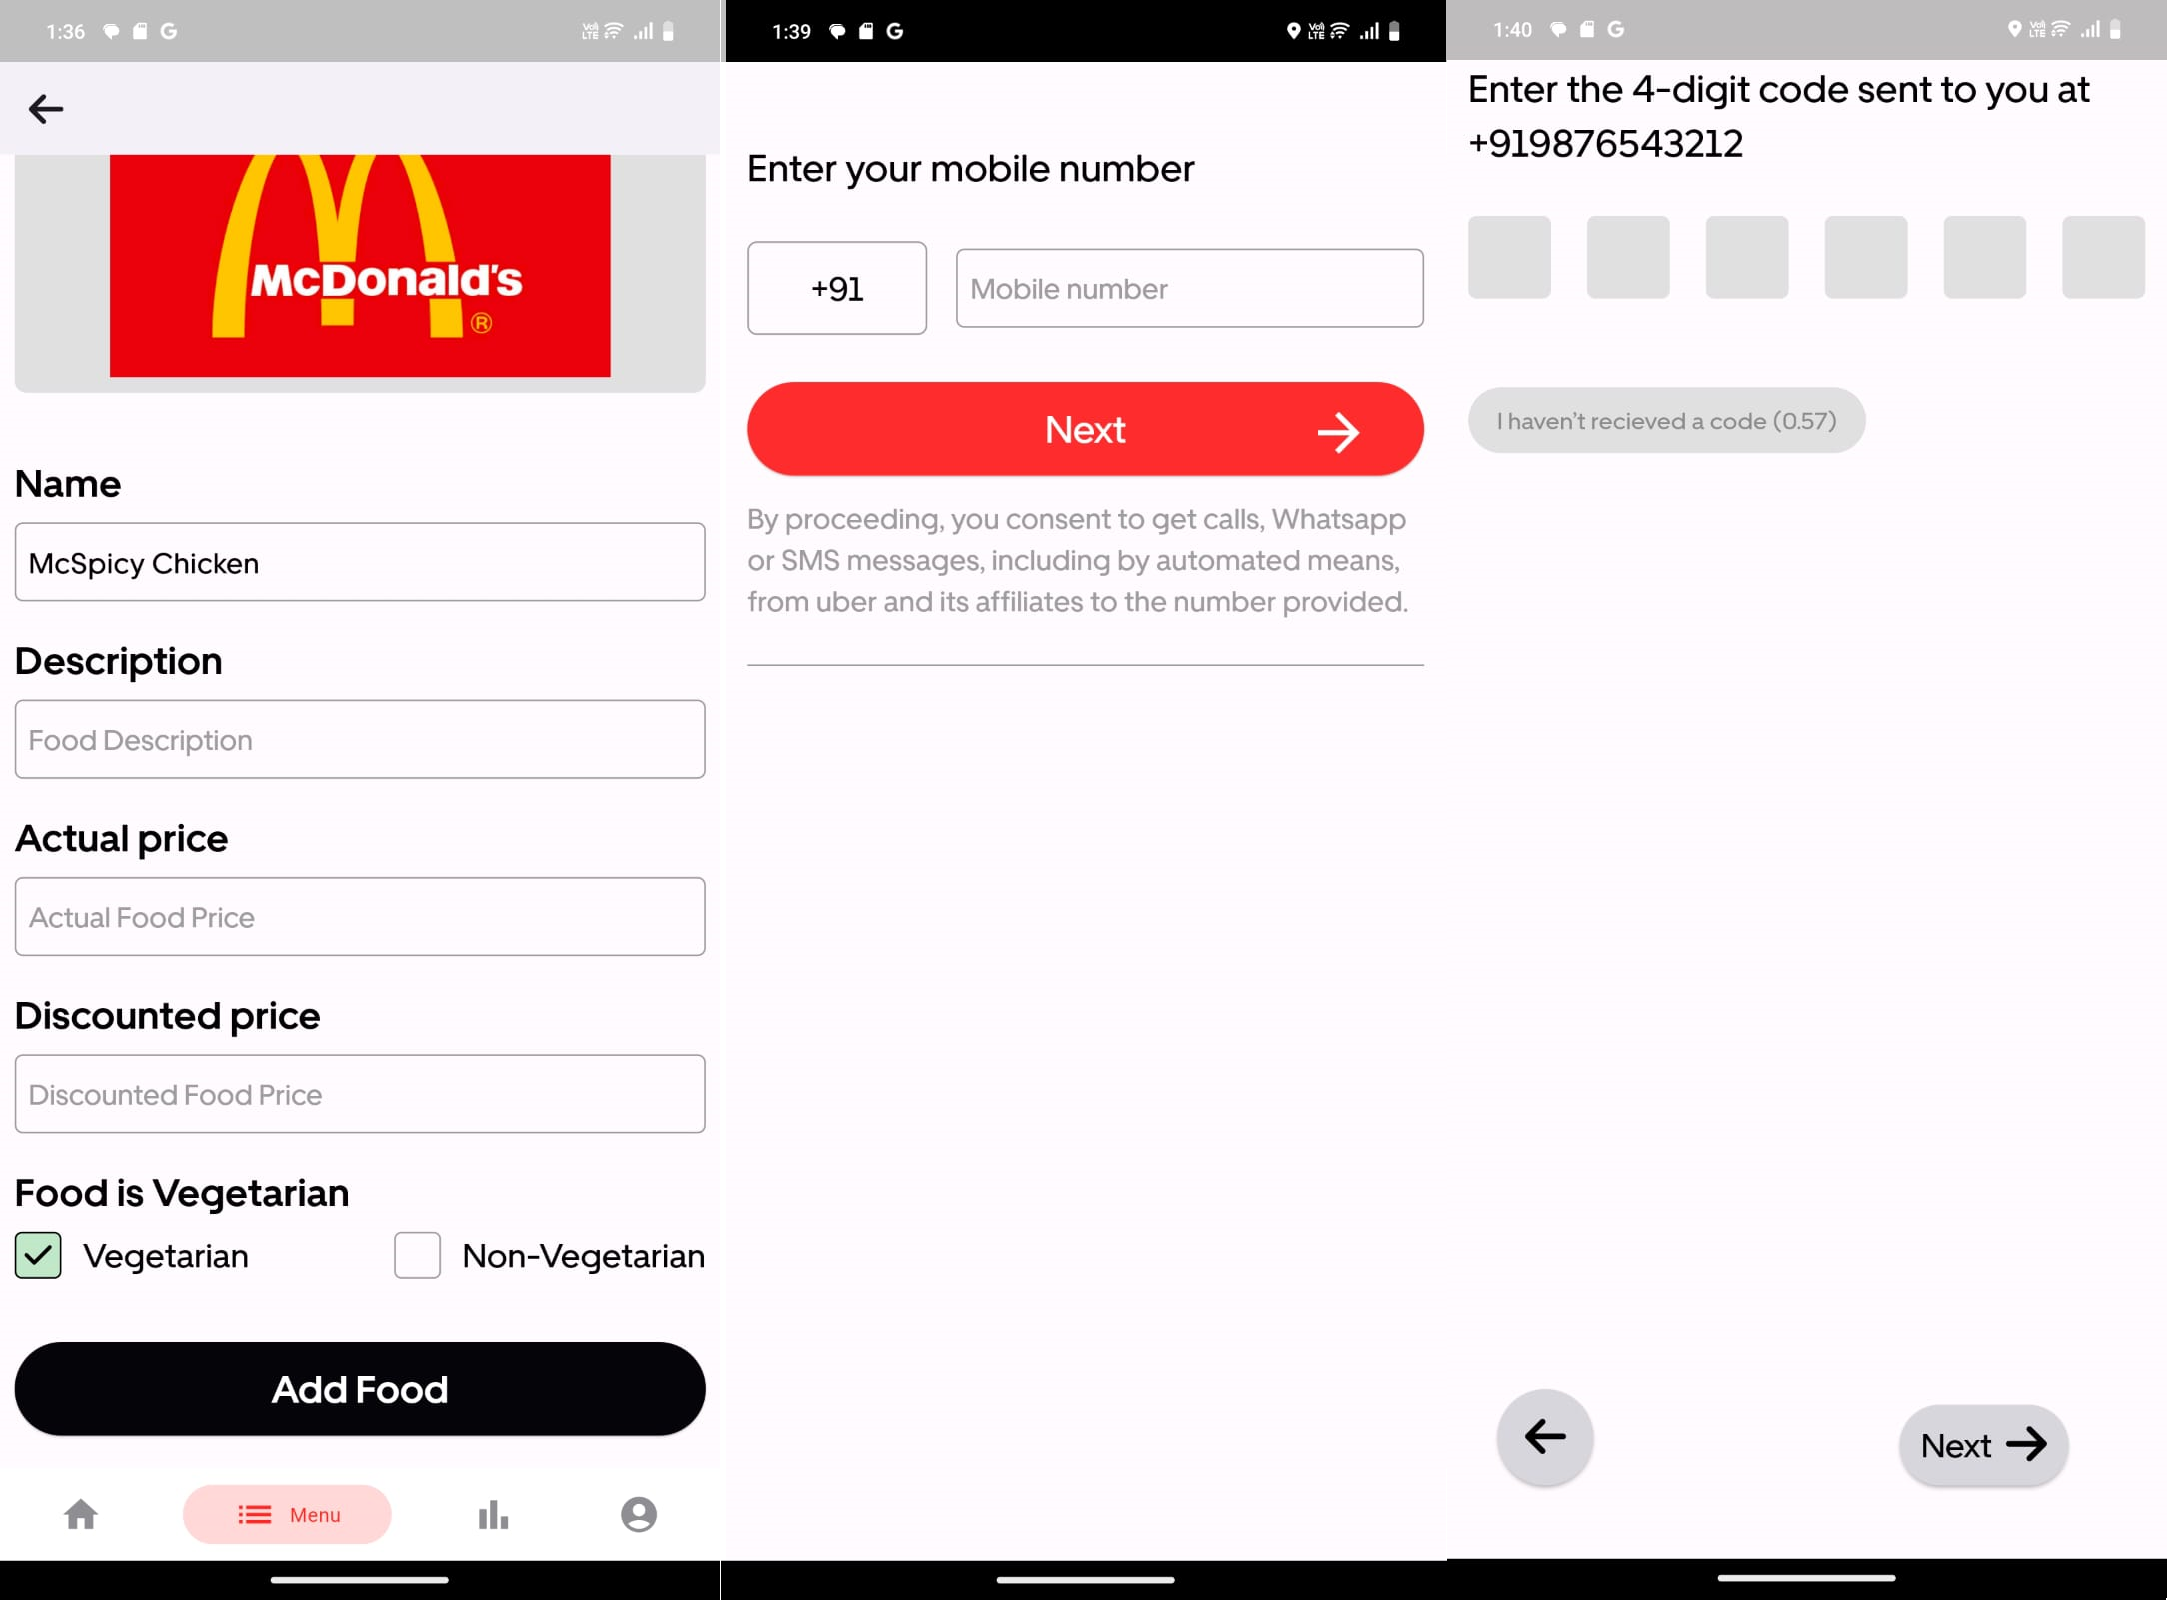 1:36
VoLTE
McDonald's
®
Name
McSpicy Chicken
Description
Food Description
Actual price
Actual Food Price
Discounted price
Discounted Food Price
Food is Vegetarian
Vegetarian Non-Vegetarian
Add Food
Menu
1:39
VoLTE
Enter your mobile number
+91 Mobile number
Next
By proceeding, you consent to get calls, Whatsapp
or SMS messages, including by automated means,
from uber and its affiliates to the number provided.
1:40
VoLTE
Enter the 4-digit code sent to you at
+919876543212
I haven't recieved a code (0.57)
Next